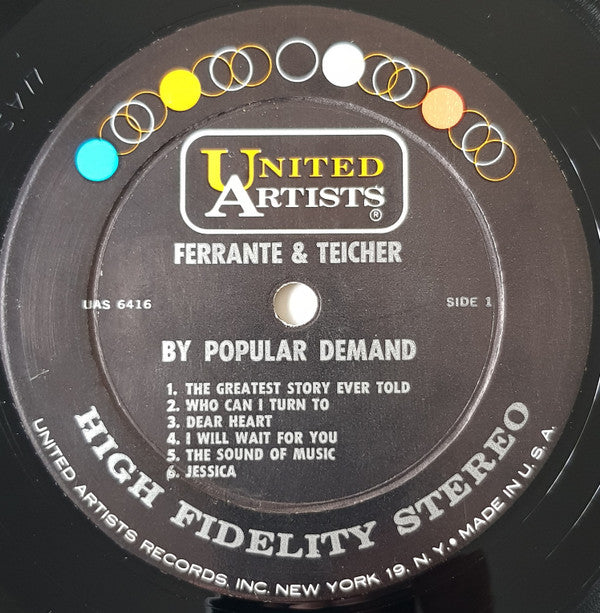 UNITED
ARTISTS
®
FERRANTE & TEICHER
UAS 6416
SIDE 1
BY POPULAR DEMAND
1. THE GREATEST STORY EVER TOLD
2. WHO CAN I TURN TO
3. DEAR HEART
4. I WILL WAIT FOR YOU
5. THE SOUND OF MUSIC
6. JESSICA
HIGH FIDELITY STEREO
UNITED ARTISTS RECORDS, INC. NEW YORK 19, N. Y. • MADE IN U. S. A.